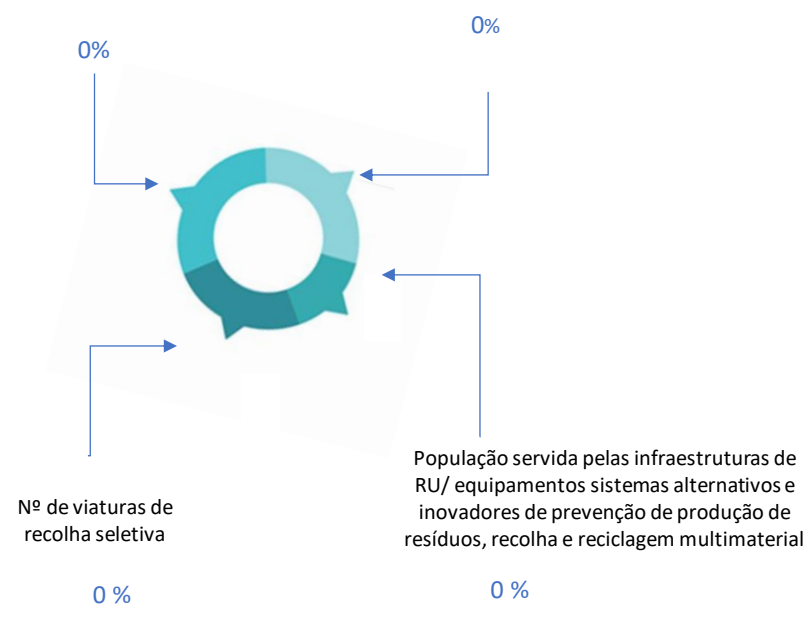 0%
0%
Nº de viaturas de
recolha seletiva
0 %
População servida pelas infraestruturas de
RU/ equipamentos sistemas alternativos e
inovadores de prevenção de produção de
resíduos, recolha e reciclagem multimaterial
0 %